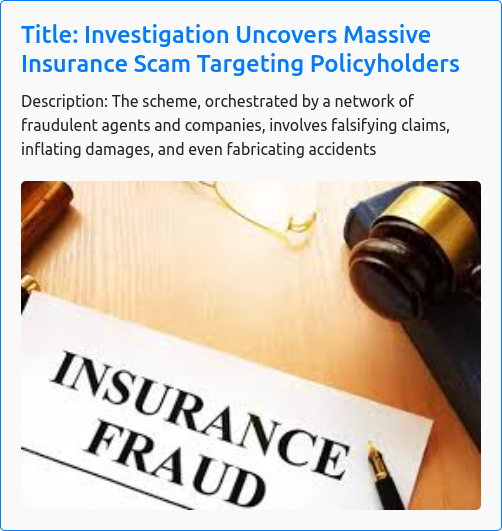 Title: Investigation Uncovers Massive
Insurance Scam Targeting Policyholders
Description: The scheme, orchestrated by a network of
fraudulent agents and companies, involves falsifying claims,
inflating damages, and even fabricating accidents
INSURANCE
FRAUD